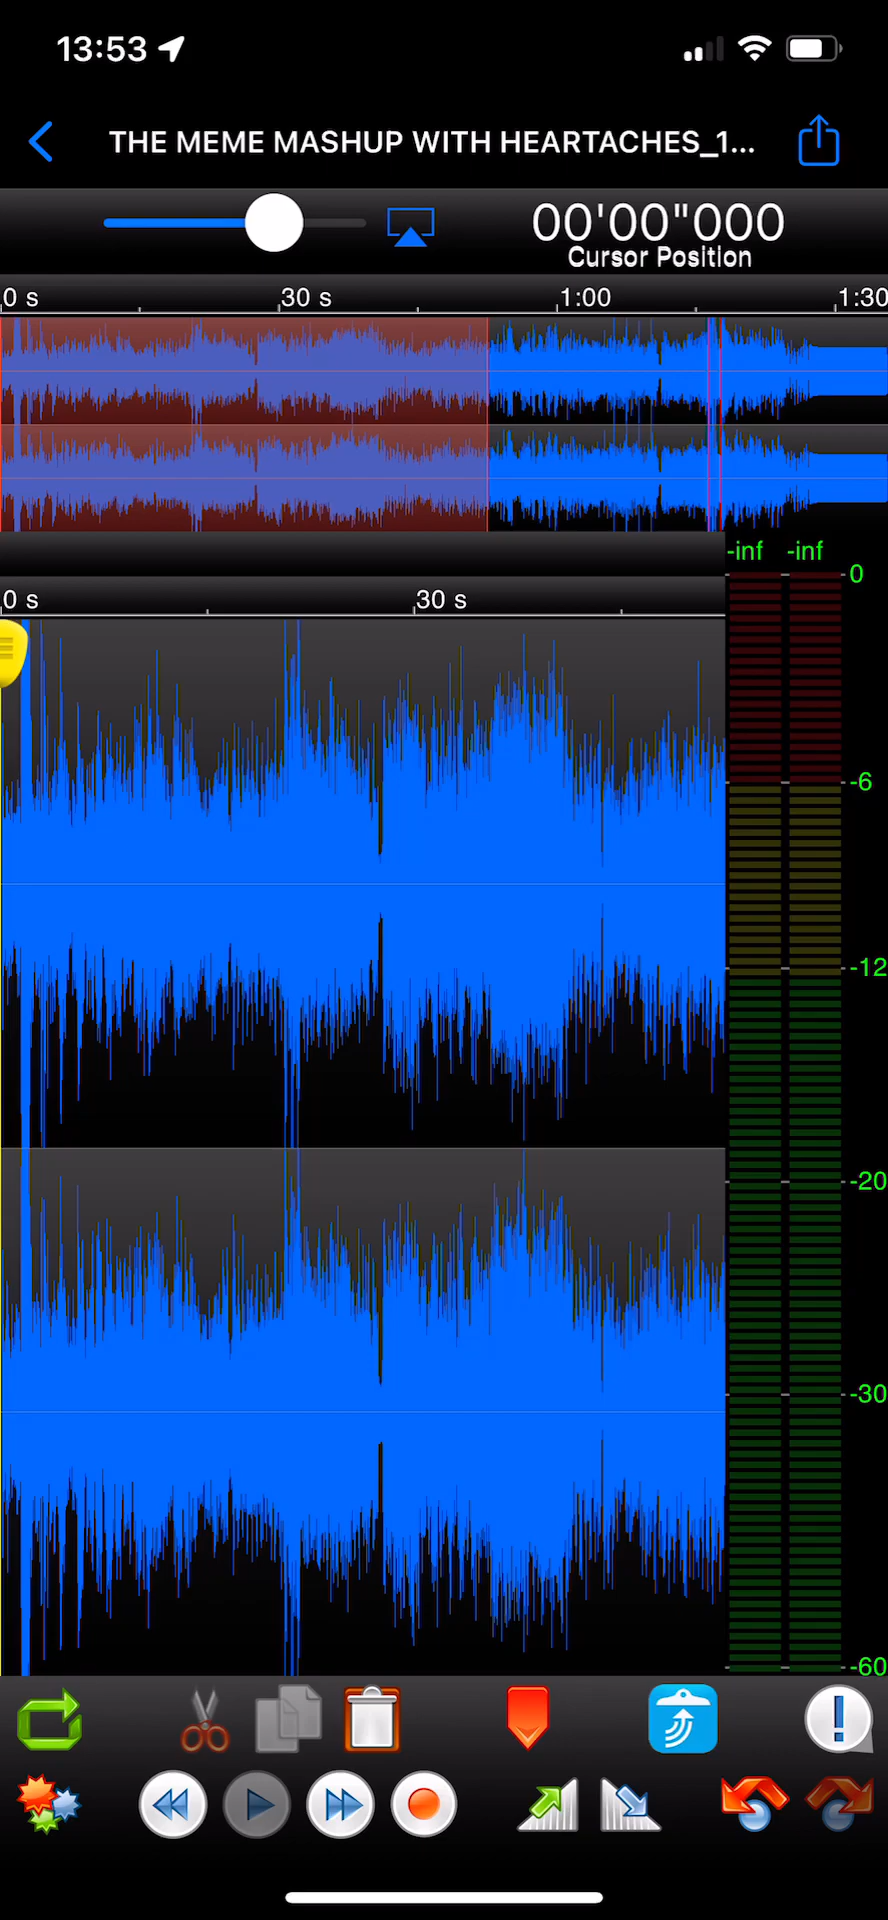 13:53
THE MEME MASHUP WITH HEARTACHES_1...
00'00"000
Cursor Position
0 s 30 s 1:00 1:30
-inf -inf
0
0 s 30 s
-6
-12
-20
-30
-60